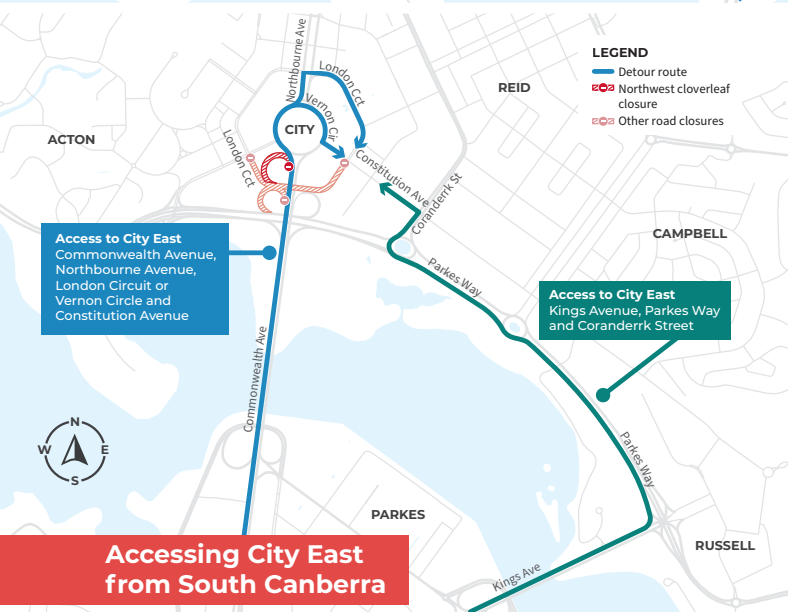 Northbourne Ave
London Cct
Vernon Cir
CITY
London Cct
Constitution Ave
Coranderrk St
ACTON
REID
LEGEND
Detour route
Northwest cloverleaf
closure
Other road closures
CAMPBELL
Access to City East
Commonwealth Avenue,
Northbourne Avenue,
London Circuit or
Vernon Circle and
Constitution Avenue
Parkes Way
Access to City East
Kings Avenue, Parkes Way
and Coranderrk Street
Commonwealth Ave
N
W
E
S
Parkes Way
PARKES
RUSSELL
Kings Ave
Accessing City East
from South Canberra